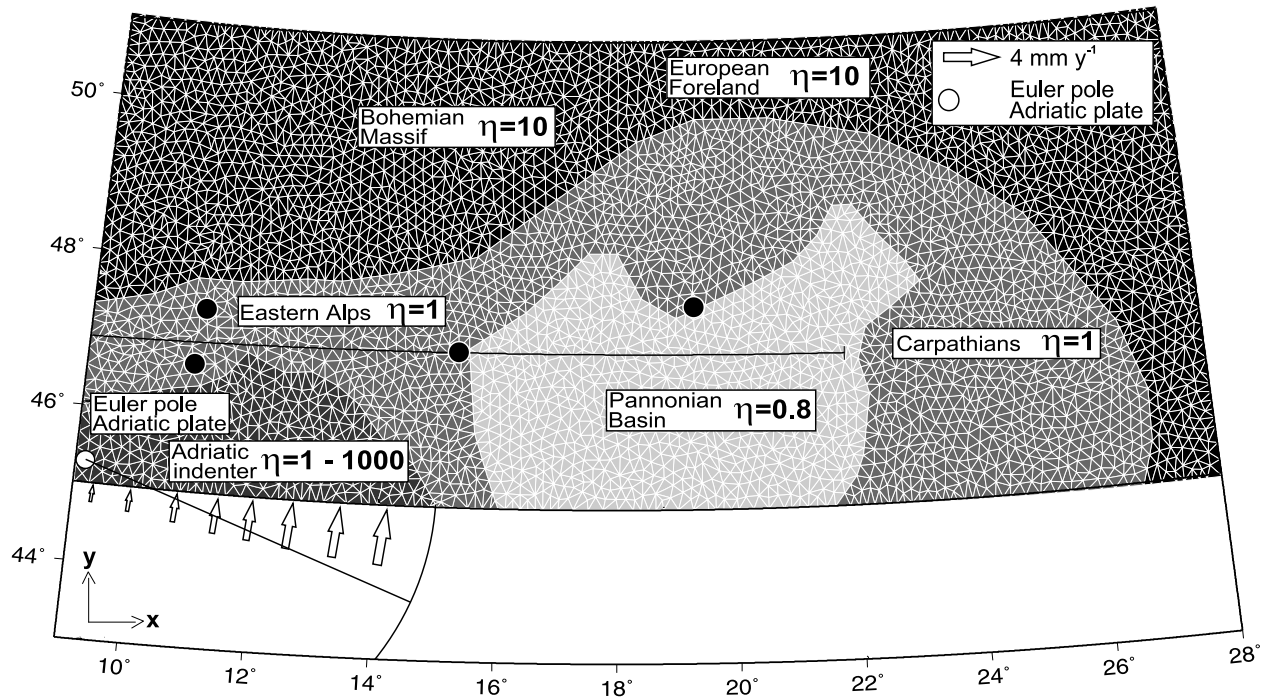 50°
48°
46°
44°
European
Foreland η=10
Bohemian
Massif η=10
4 mm y⁻¹
Euler pole
Adriatic plate
Eastern Alps η=1
Carpathians η=1
Pannonian
Basin η=0.8
Euler pole
Adriatic plate
Adriatic
indenter η=1 - 1000
y
x
10°
12°
14°
16°
18°
20°
22°
24°
26°
28°